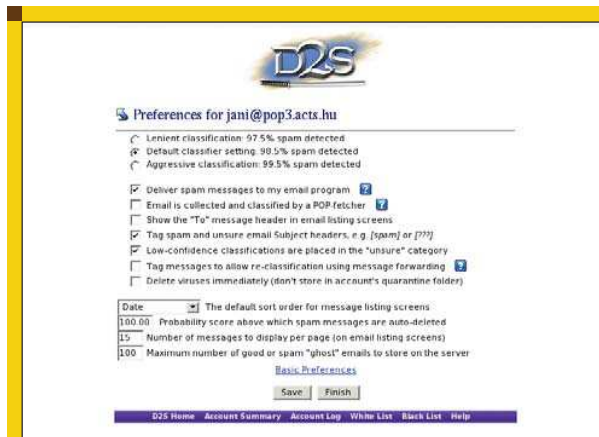 D2S
Preferences for jani@pop3.acts.hu
Lenient classification: 97.5% spam detected
Default classifier setting: 98.5% spam detected
Aggressive classification: 99.5% spam detected
Deliver spam messages to my email program ?
Email is collected and classified by a POP fetcher ?
Show the "To" message header in email listing screens
Tag spam and unsure email Subject headers, e.g. [spam] or [???]
Low-confidence classifications are placed in the "unsure" category
Tag messages to allow re-classification using message forwarding ?
Delete viruses immediately (don't store in account's quarantine folder)
Date The default sort order for message listing screens
100.00 Probability score above which spam messages are auto-deleted
15 Number of messages to display per page (on email listing screens)
100 Maximum number of good or spam "ghost" emails to store on the server
Basic Preferences
Save Finish
D2S Home Account Summary Account Log White List Black List Help